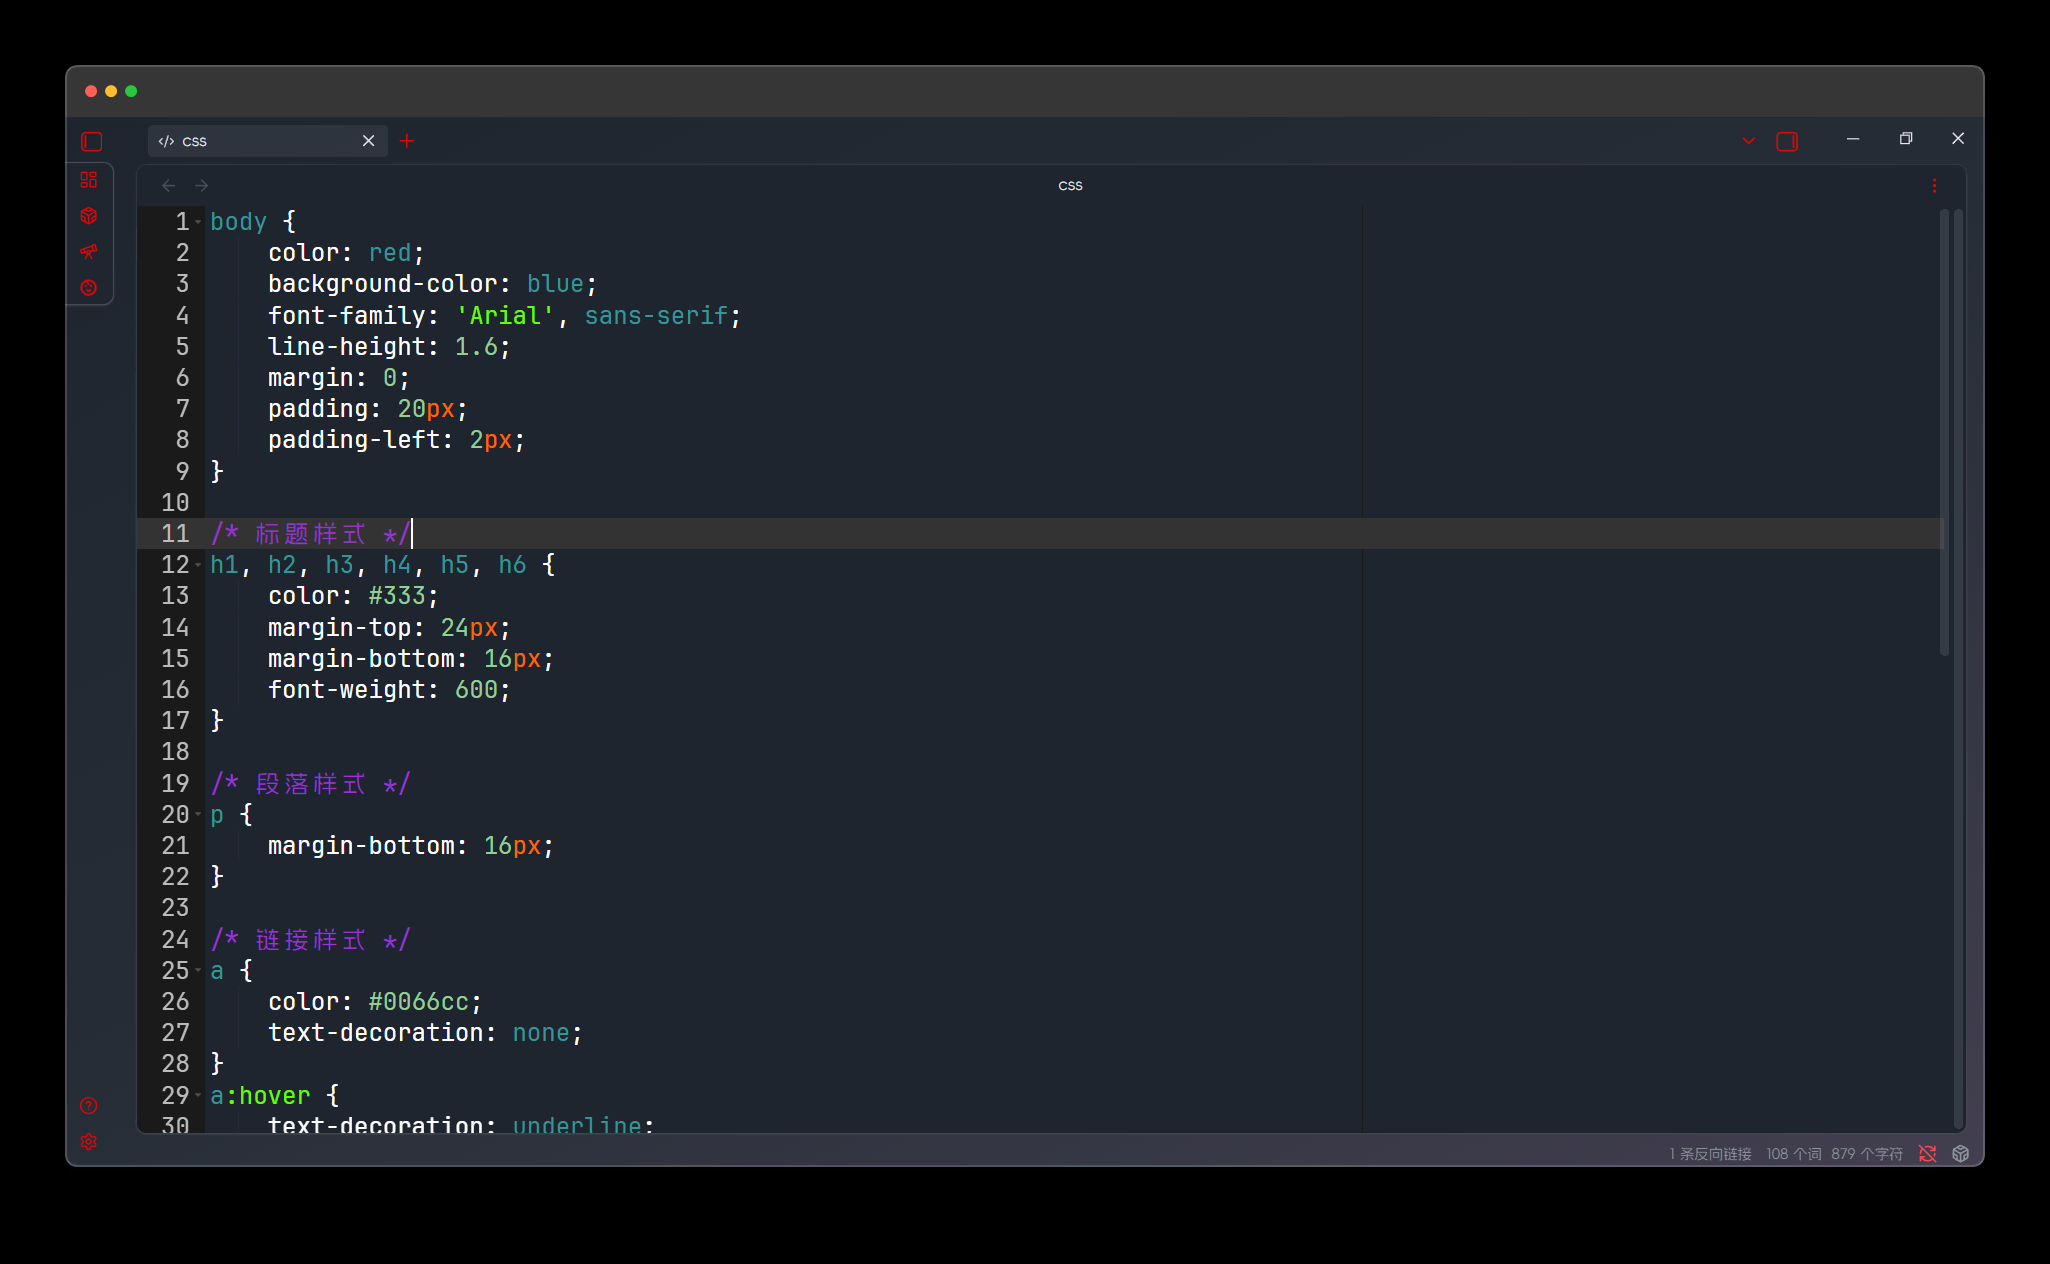 css
css
1 body {
2     color: red;
3     background-color: blue;
4     font-family: 'Arial', sans-serif;
5     line-height: 1.6;
6     margin: 0;
7     padding: 20px;
8     padding-left: 2px;
9 }
10
11 /* 标题样式 */
12 h1, h2, h3, h4, h5, h6 {
13     color: #333;
14     margin-top: 24px;
15     margin-bottom: 16px;
16     font-weight: 600;
17 }
18
19 /* 段落样式 */
20 p {
21     margin-bottom: 16px;
22 }
23
24 /* 链接样式 */
25 a {
26     color: #0066cc;
27     text-decoration: none;
28 }
29 a:hover {
30     text-decoration: underline;
1 条反向链接 108 个词 879 个字符